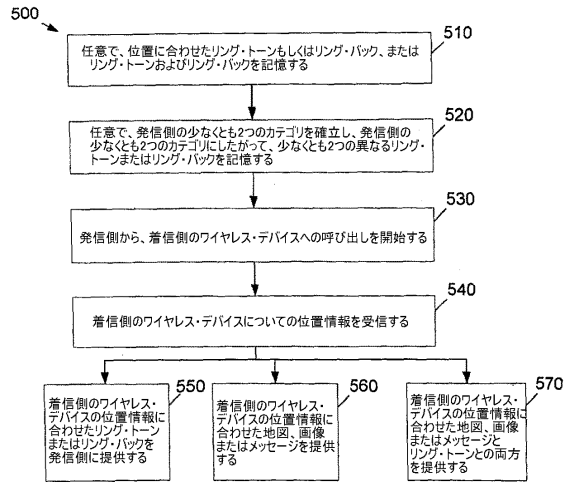 500
510
任意で、位置に合わせたリング・トーンもしくはリング・バック、または
リング・トーンおよびリング・バックを記憶する
520
任意で、発信側の少なくとも2つのカテゴリを確立し、発信側の
少なくとも2つのカテゴリにしたがって、少なくとも2つの異なるリング・
トーンまたはリング・バックを記憶する
530
発信側から、着信側のワイヤレス・デバイスへの呼び出しを開始する
540
着信側のワイヤレス・デバイスについての位置情報を受信する
550
着信側のワイヤレス・
デバイスの位置情報に
合わせたリング・トーン
またはリング・バックを
発信側に提供する
560
着信側のワイヤレス・
デバイスの位置情報に
合わせた地図、画像
またはメッセージを提供
する
570
着信側のワイヤレス・
デバイスの位置情報に
合わせた地図、画像
またはメッセージと
リング・トーンとの両方
を提供する